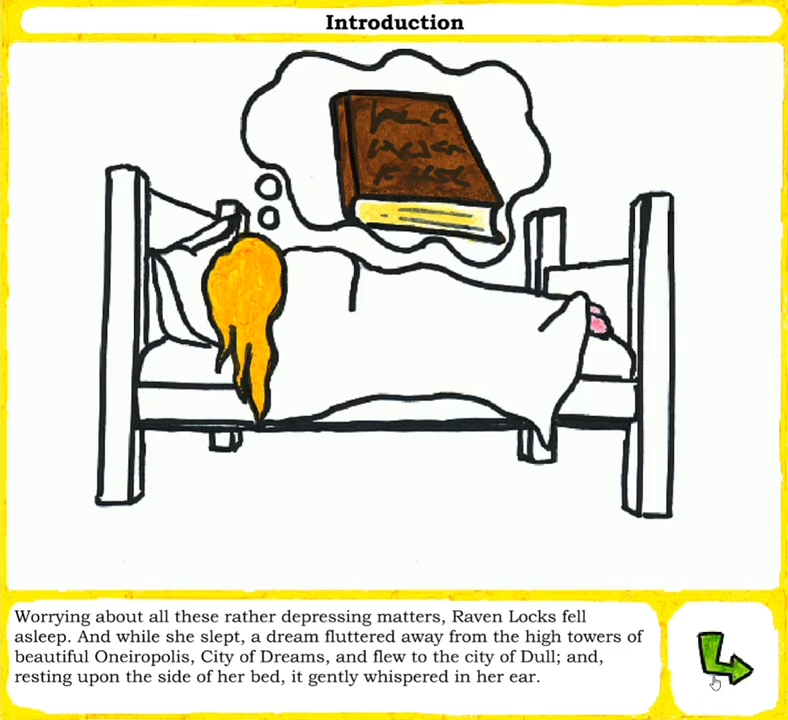 Introduction
Worrying about all these rather depressing matters, Raven Locks fell
asleep. And while she slept, a dream fluttered away from the high towers of
beautiful Oneiropolis, City of Dreams, and flew to the city of Dull; and,
resting upon the side of her bed, it gently whispered in her ear.